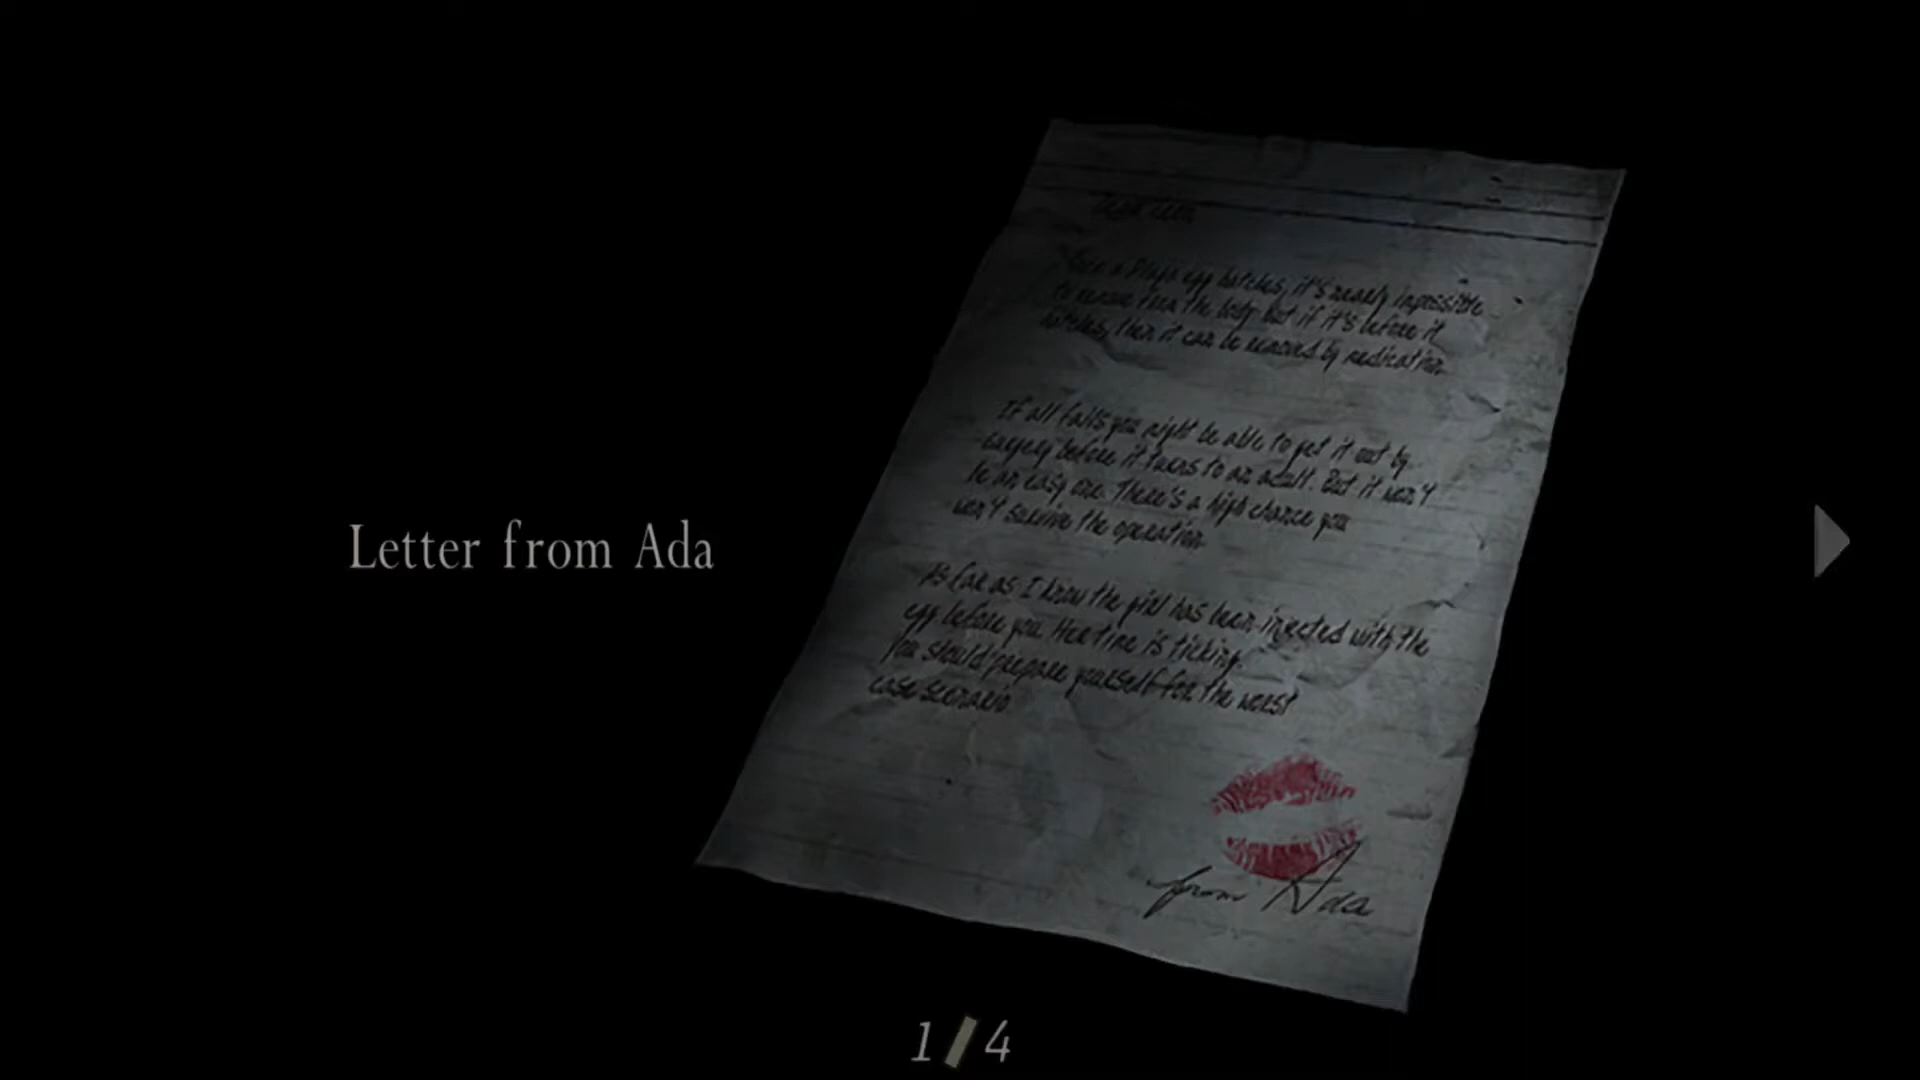 Letter from Ada
Dear Leon
Once a Plaga egg hatches, it's nearly impossible
to remove from the body. but if it's before it
hatches, then it can be removed by medication.
If all fails you might be able to get it out by
surgery before it turns to an adult. But it won't
be an easy one. There's a high chance you
won't survive the operation.
As far as I know the girl has been injected with the
egg before you. Her time is ticking.
You should prepare yourself for the worst
case scenario.
from Ada
1/4